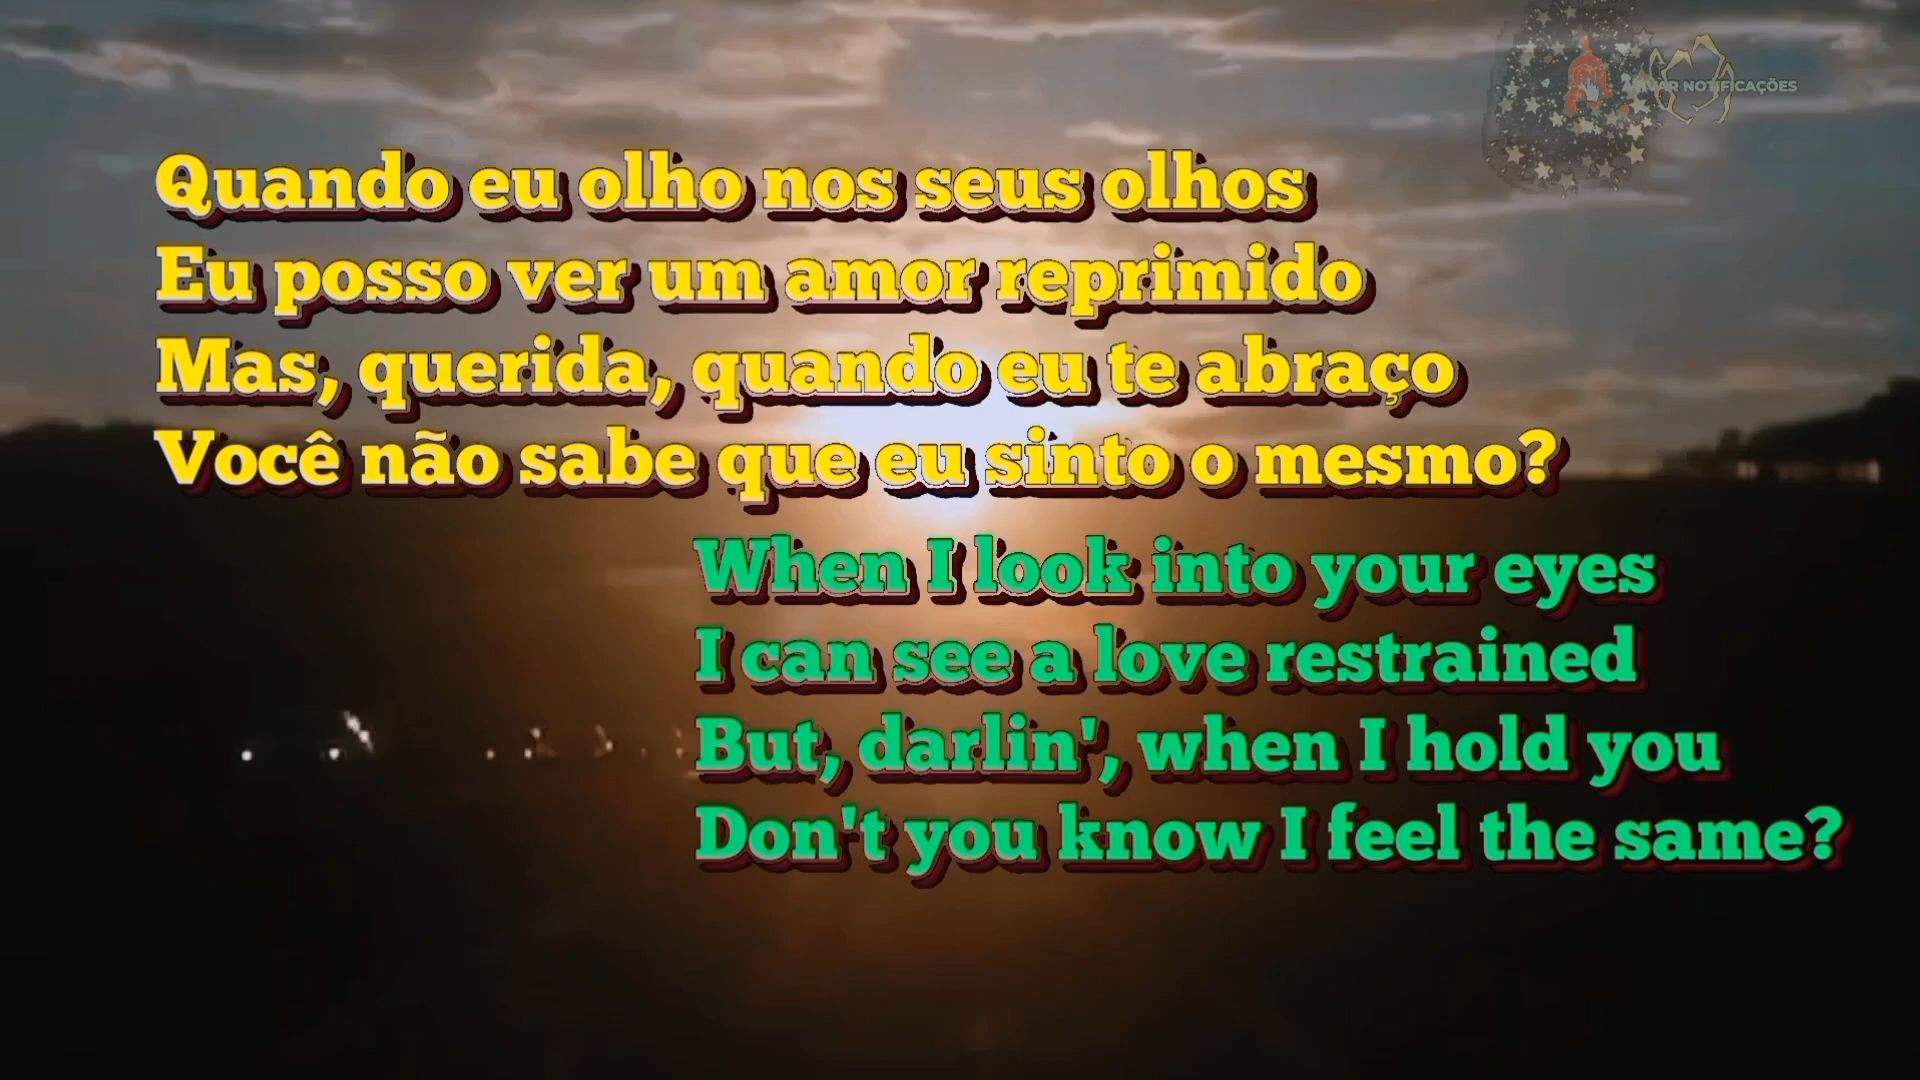 ATIVAR NOTIFICAÇÕES
Quando eu olho nos seus olhos
Eu posso ver um amor reprimido
Mas, querida, quando eu te abraço
Você não sabe que eu sinto o mesmo?
When I look into your eyes
I can see a love restrained
But, darlin', when I hold you
Don't you know I feel the same?